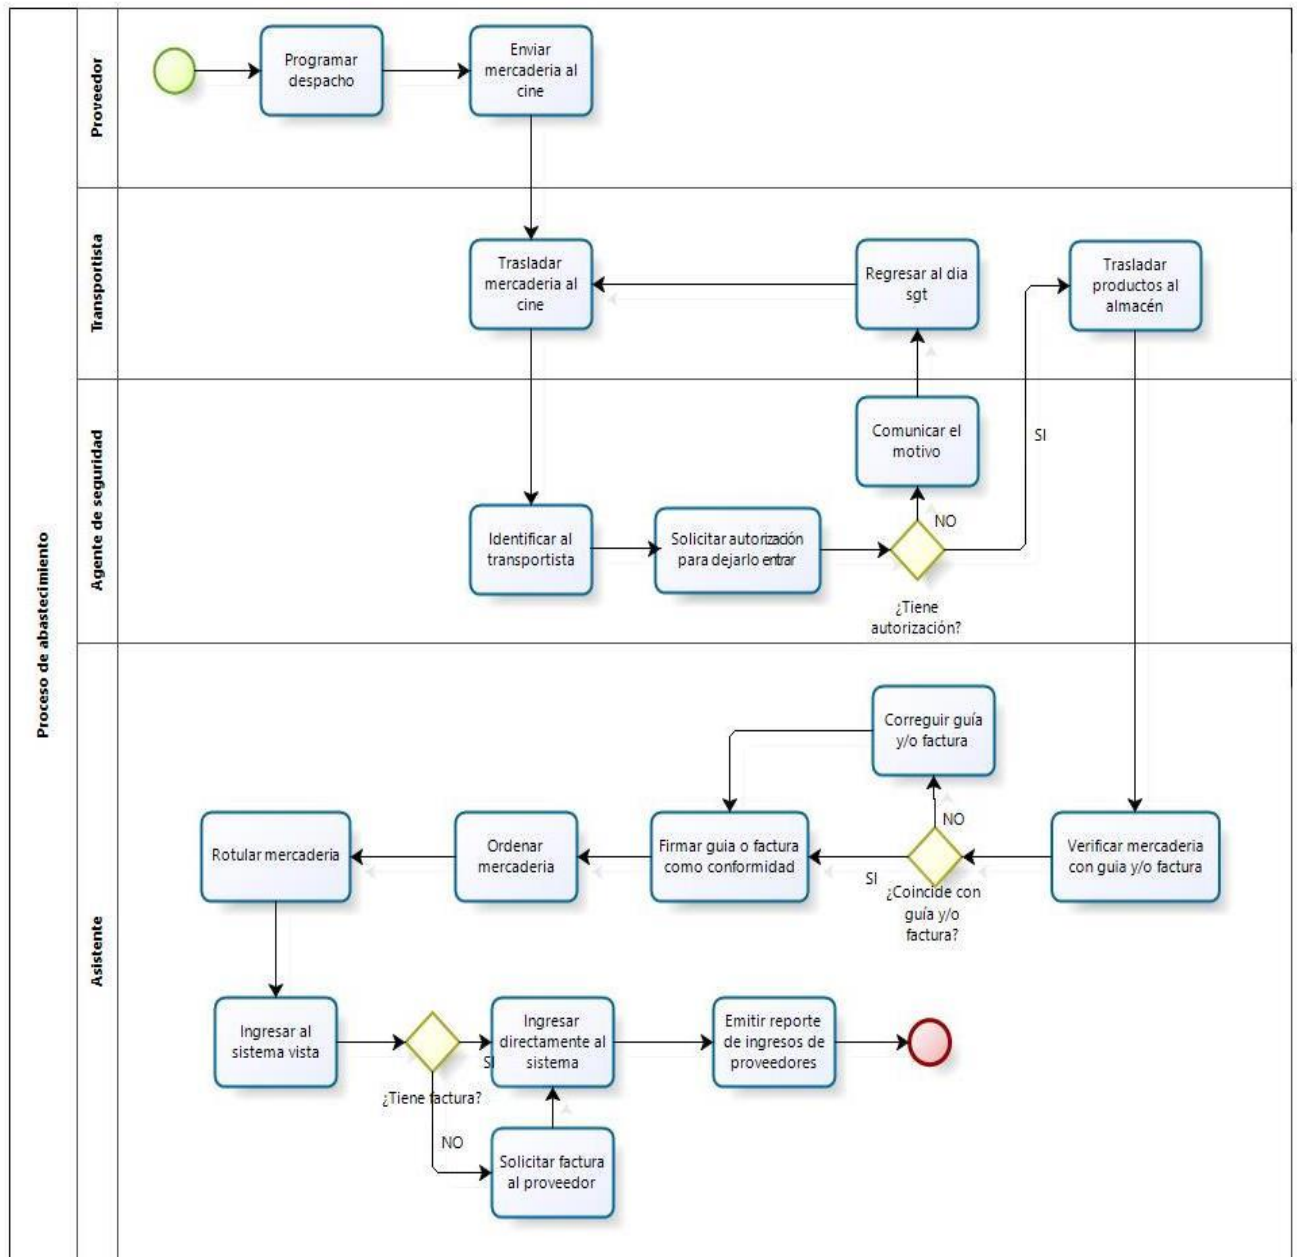 Proceso de abastecimiento
Proveedor
Programar
despacho
Enviar
mercaderia al
cine
Transportista
Trasladar
mercaderia al
cine
Regresar al dia
sgt
Trasladar
productos al
almacén
Agente de seguridad
Comunicar el
motivo
SI
NO
Identificar al
transportista
Solicitar autorización
para dejarlo entrar
¿Tiene
autorización?
Asistente
Correguir guía
y/o factura
NO
Rotular mercaderia
Ordenar
mercaderia
Firmar guia o factura
como conformidad
SI
¿Coincide con
guía y/o
factura?
Verificar mercaderia
con guia y/o factura
Ingresar al
sistema vista
SI
¿Tiene factura?
NO
Ingresar
directamente al
sistema
Emitir reporte
de ingresos de
proveedores
Solicitar factura
al proveedor